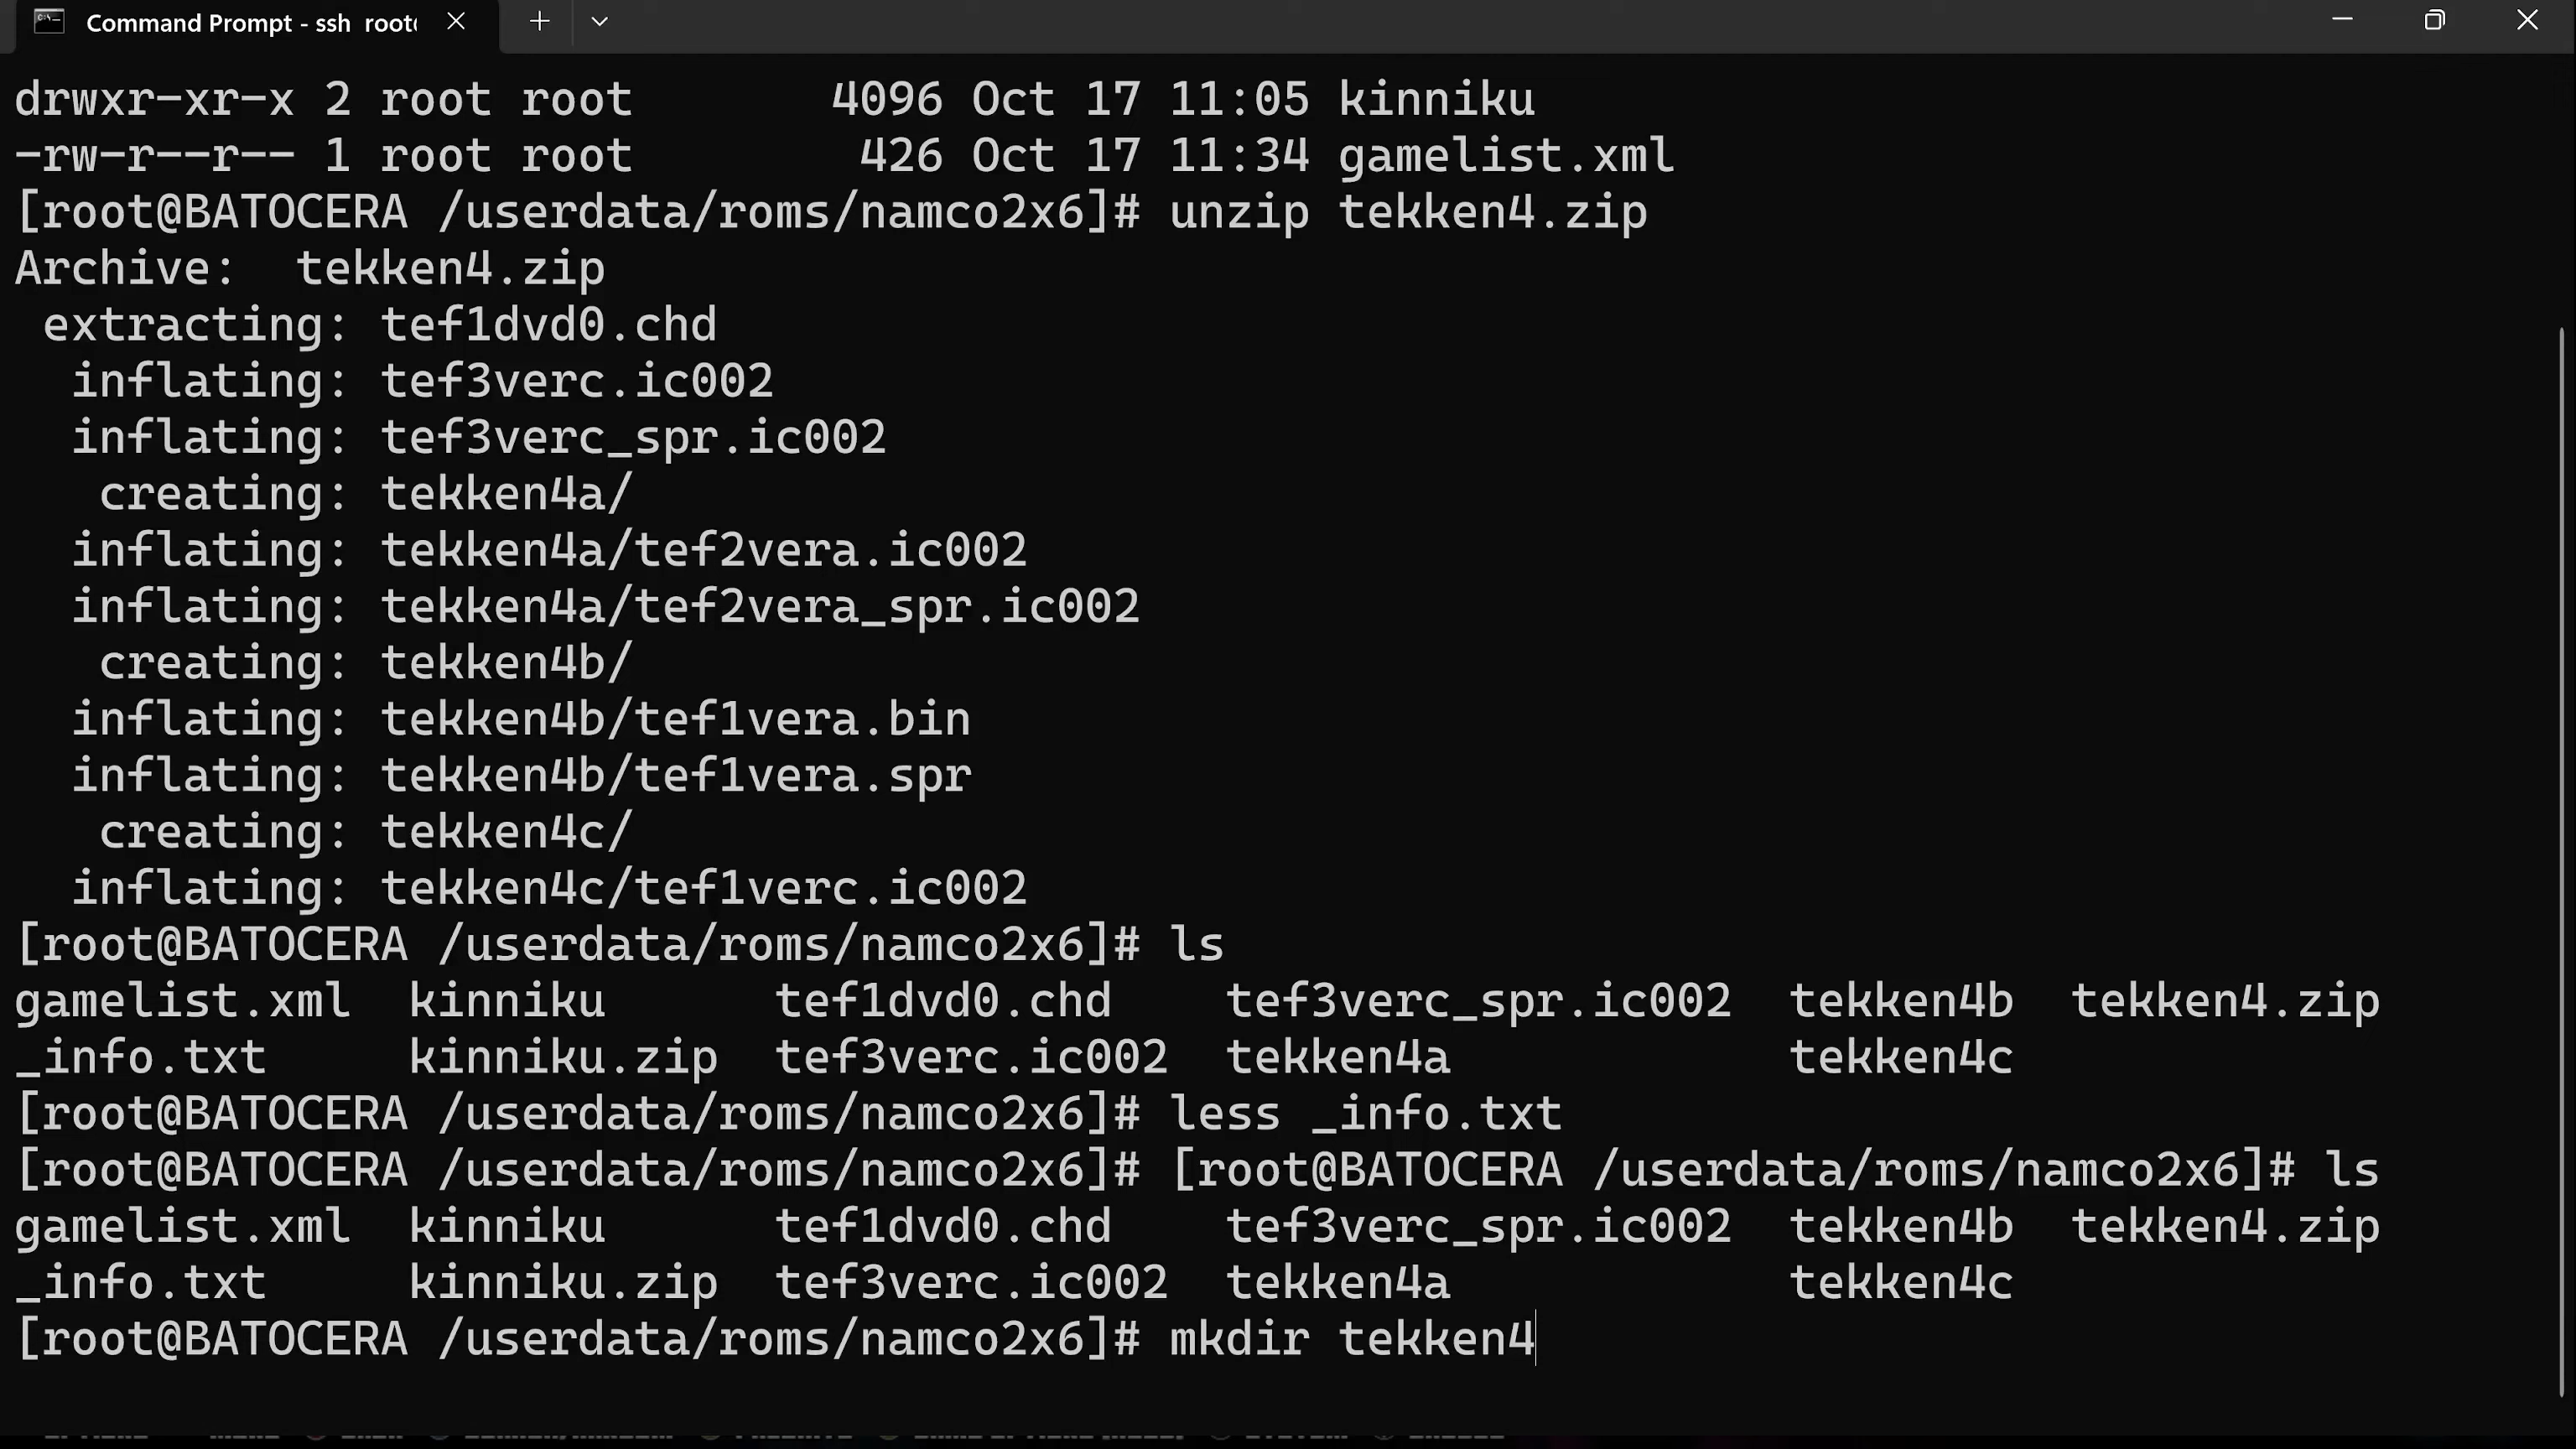 Command Prompt - ssh root
drwxr-xr-x 2 root root       4096 Oct 17 11:05 kinniku
-rw-r--r-- 1 root root        426 Oct 17 11:34 gamelist.xml
[root@BATOCERA /userdata/roms/namco2x6]# unzip tekken4.zip
Archive:  tekken4.zip
 extracting: tef1dvd0.chd
  inflating: tef3verc.ic002
  inflating: tef3verc_spr.ic002
   creating: tekken4a/
  inflating: tekken4a/tef2vera.ic002
  inflating: tekken4a/tef2vera_spr.ic002
   creating: tekken4b/
  inflating: tekken4b/tef1vera.bin
  inflating: tekken4b/tef1vera.spr
   creating: tekken4c/
  inflating: tekken4c/tef1verc.ic002
[root@BATOCERA /userdata/roms/namco2x6]# ls
gamelist.xml  kinniku      tef1dvd0.chd    tef3verc_spr.ic002  tekken4b  tekken4.zip
_info.txt     kinniku.zip  tef3verc.ic002  tekken4a            tekken4c
[root@BATOCERA /userdata/roms/namco2x6]# less _info.txt
[root@BATOCERA /userdata/roms/namco2x6]# [root@BATOCERA /userdata/roms/namco2x6]# ls
gamelist.xml  kinniku      tef1dvd0.chd    tef3verc_spr.ic002  tekken4b  tekken4.zip
_info.txt     kinniku.zip  tef3verc.ic002  tekken4a            tekken4c
[root@BATOCERA /userdata/roms/namco2x6]# mkdir tekken4